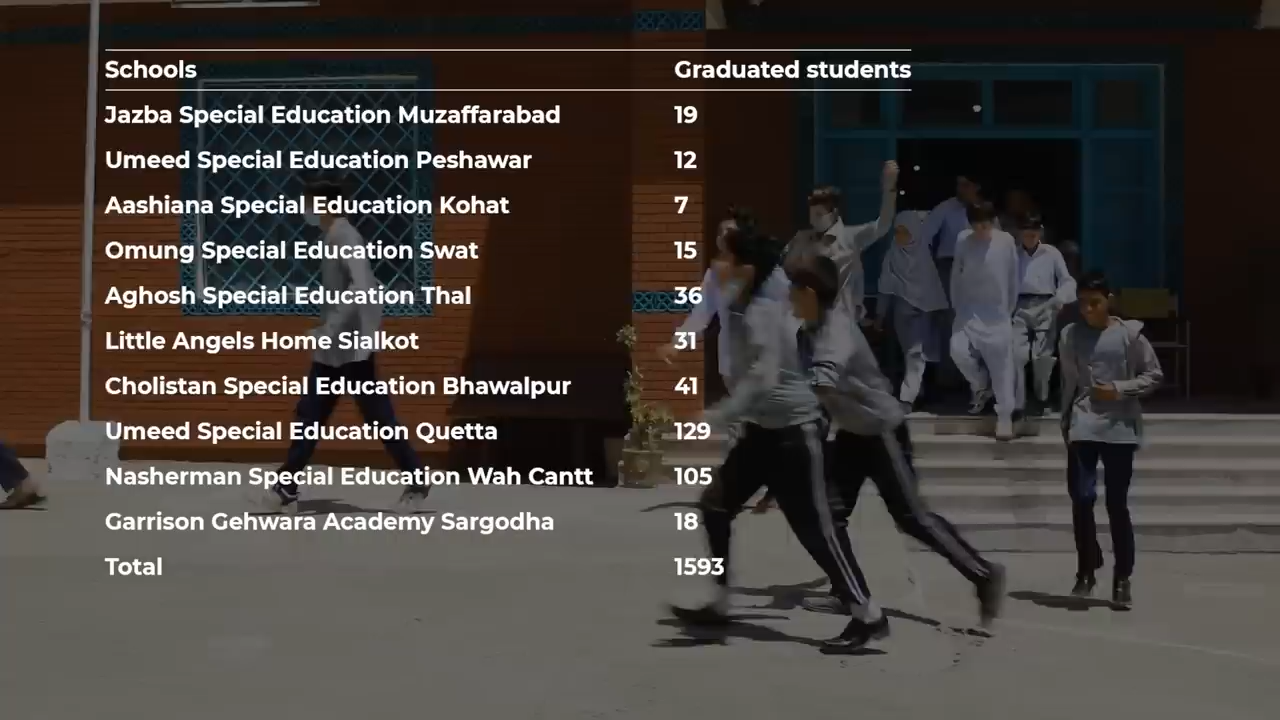 Schools Graduated students
Jazba Special Education Muzaffarabad 19
Umeed Special Education Peshawar 12
Aashiana Special Education Kohat 7
Omung Special Education Swat 15
Aghosh Special Education Thal 36
Little Angels Home Sialkot 31
Cholistan Special Education Bhawalpur 41
Umeed Special Education Quetta 129
Nasherman Special Education Wah Cantt 105
Garrison Gehwara Academy Sargodha 18
Total 1593